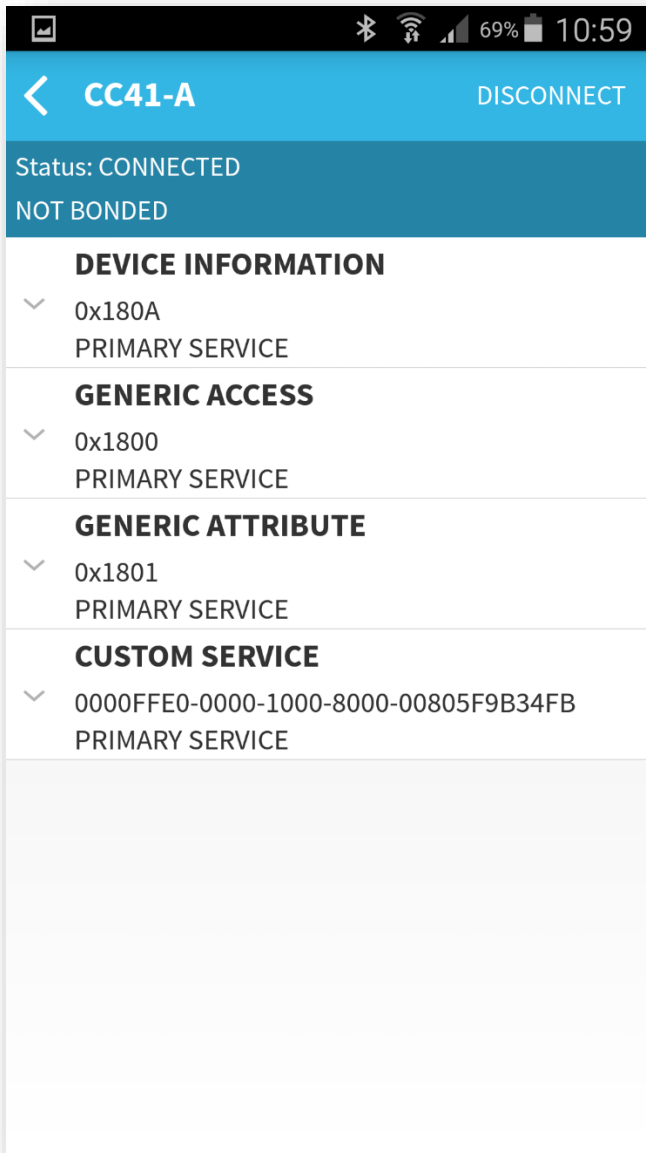 69% 10:59
CC41-A DISCONNECT
Status: CONNECTED
NOT BONDED
DEVICE INFORMATION
0x180A
PRIMARY SERVICE
GENERIC ACCESS
0x1800
PRIMARY SERVICE
GENERIC ATTRIBUTE
0x1801
PRIMARY SERVICE
CUSTOM SERVICE
0000FFE0-0000-1000-8000-00805F9B34FB
PRIMARY SERVICE